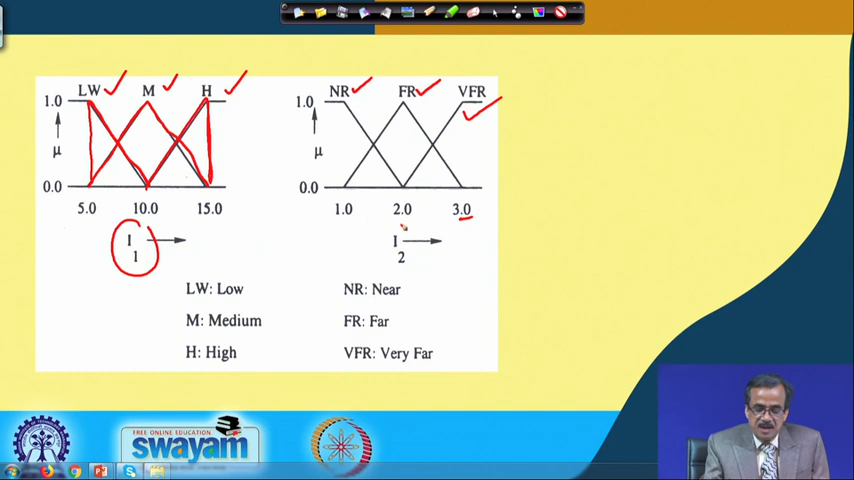 LW M H
1.0
μ
0.0
5.0 10.0 15.0
I
1
NR FR VFR
1.0
μ
0.0
1.0 2.0 3.0
I
2
LW: Low NR: Near
M: Medium FR: Far
H: High VFR: Very Far
FREE ONLINE EDUCATION
swayam